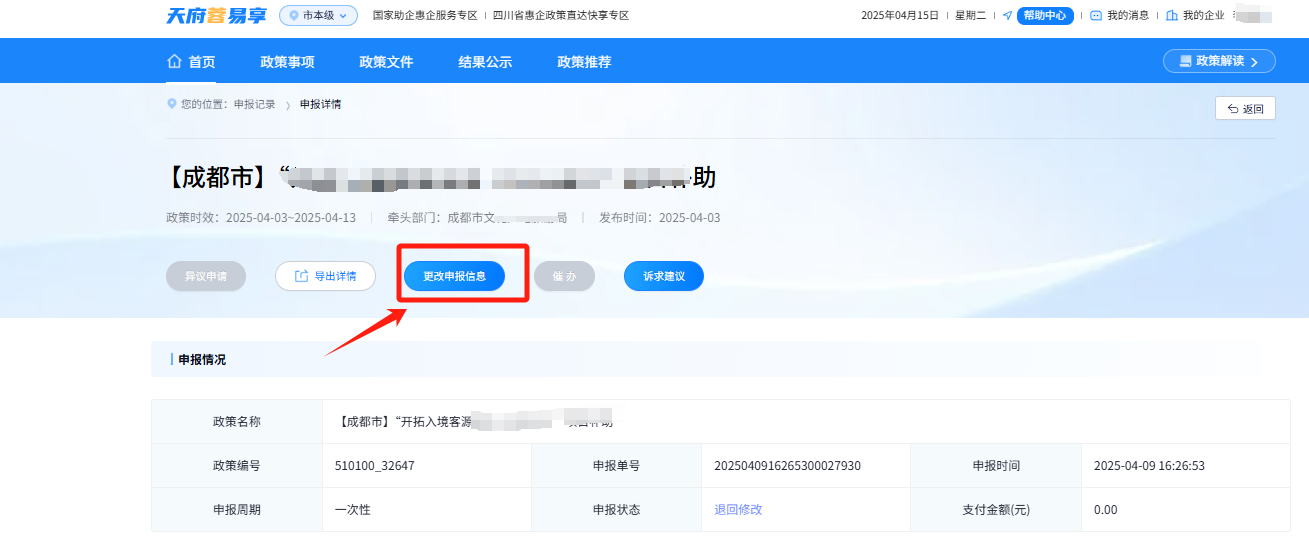 天府蓉易享 市本级 国家助企惠企服务专区 | 四川省惠企政策直达快享专区 2025年04月15日 | 星期二 | 帮助中心 | 我的消息 | 我的企业
首页 政策事项 政策文件 结果公示 政策推荐 政策解读
您的位置: 申报记录 〉 申报详情 返回
【成都市】“ 助
政策时效: 2025-04-03~2025-04-13 | 牵头部门: 成都市文 局 | 发布时间: 2025-04-03
异议申请 导出详情 更改申报信息 催 办 诉求建议
申报情况
政策名称 【成都市】“开拓入境客源
政策编号 510100_32647 申报单号 2025040916265300027930 申报时间 2025-04-09 16:26:53
申报周期 一次性 申报状态 退回修改 支付金额(元) 0.00